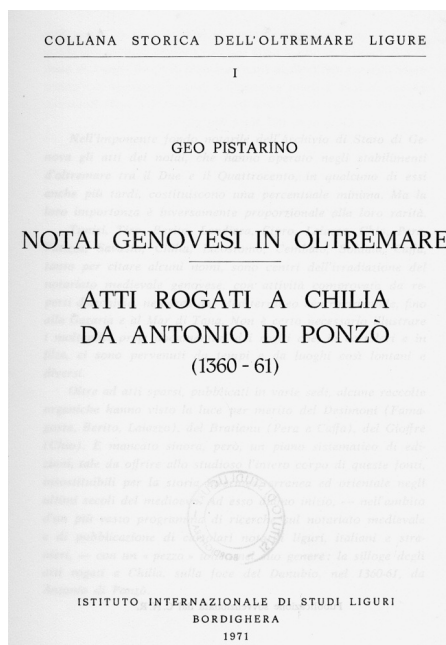 COLLANA STORICA DELL'OLTREMARE LIGURE
I
GEO PISTARINO
NOTAI GENOVESI IN OLTREMARE
ATTI ROGATI A CHILIA
DA ANTONIO DI PONZÒ
(1360 - 61)
ISTITUTO INTERNAZIONALE DI STUDI LIGURI
BORDIGHERA
1971